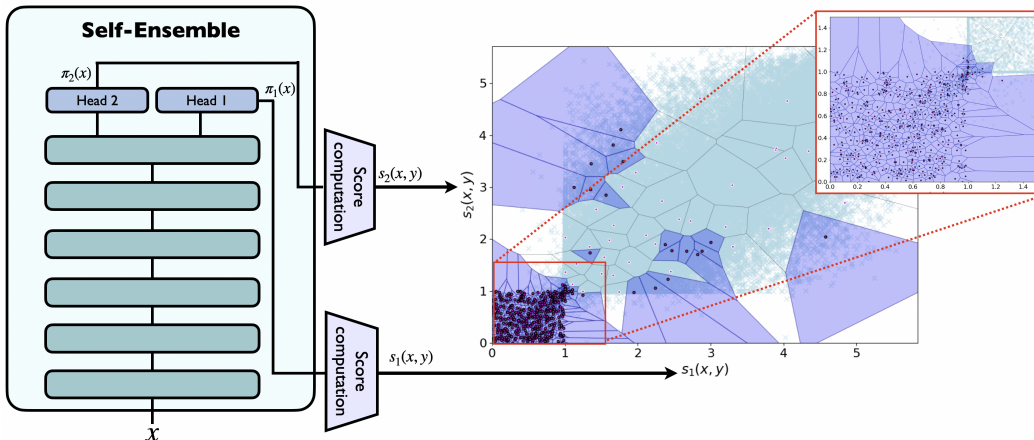 Self-Ensemble
π₂(x)
π₁(x)
Head 2
Head 1
x
Score
computation
s₂(x, y)
Score
computation
s₁(x, y)
s₂(x, y)
5
4
3
2
1
0
0
1
2
3
4
5
s₁(x, y)
1.4
1.2
1.0
0.8
0.6
0.4
0.2
0.0
0.0
0.2
0.4
0.6
0.8
1.0
1.2
1.4